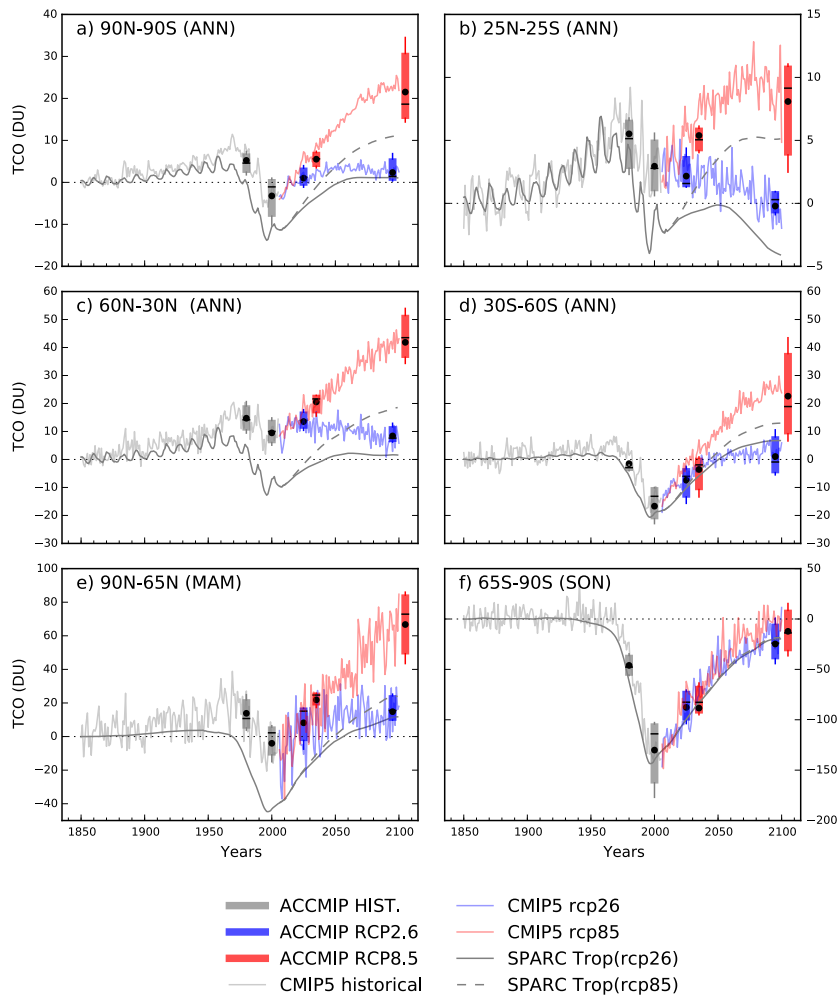 a) 90N-90S (ANN)
b) 25N-25S (ANN)
TCO (DU)
40
30
20
10
0
−10
−20
15
10
5
0
−5
c) 60N-30N (ANN)
d) 30S-60S (ANN)
TCO (DU)
60
50
40
30
20
10
0
−10
−20
−30
60
50
40
30
20
10
0
−10
−20
−30
e) 90N-65N (MAM)
f) 65S-90S (SON)
TCO (DU)
100
80
60
40
20
0
−20
−40
50
0
−50
−100
−150
−200
1850 1900 1950 2000 2050 2100
1850 1900 1950 2000 2050 2100
Years
Years
ACCMIP HIST.
ACCMIP RCP2.6
ACCMIP RCP8.5
CMIP5 historical
CMIP5 rcp26
CMIP5 rcp85
SPARC Trop(rcp26)
SPARC Trop(rcp85)